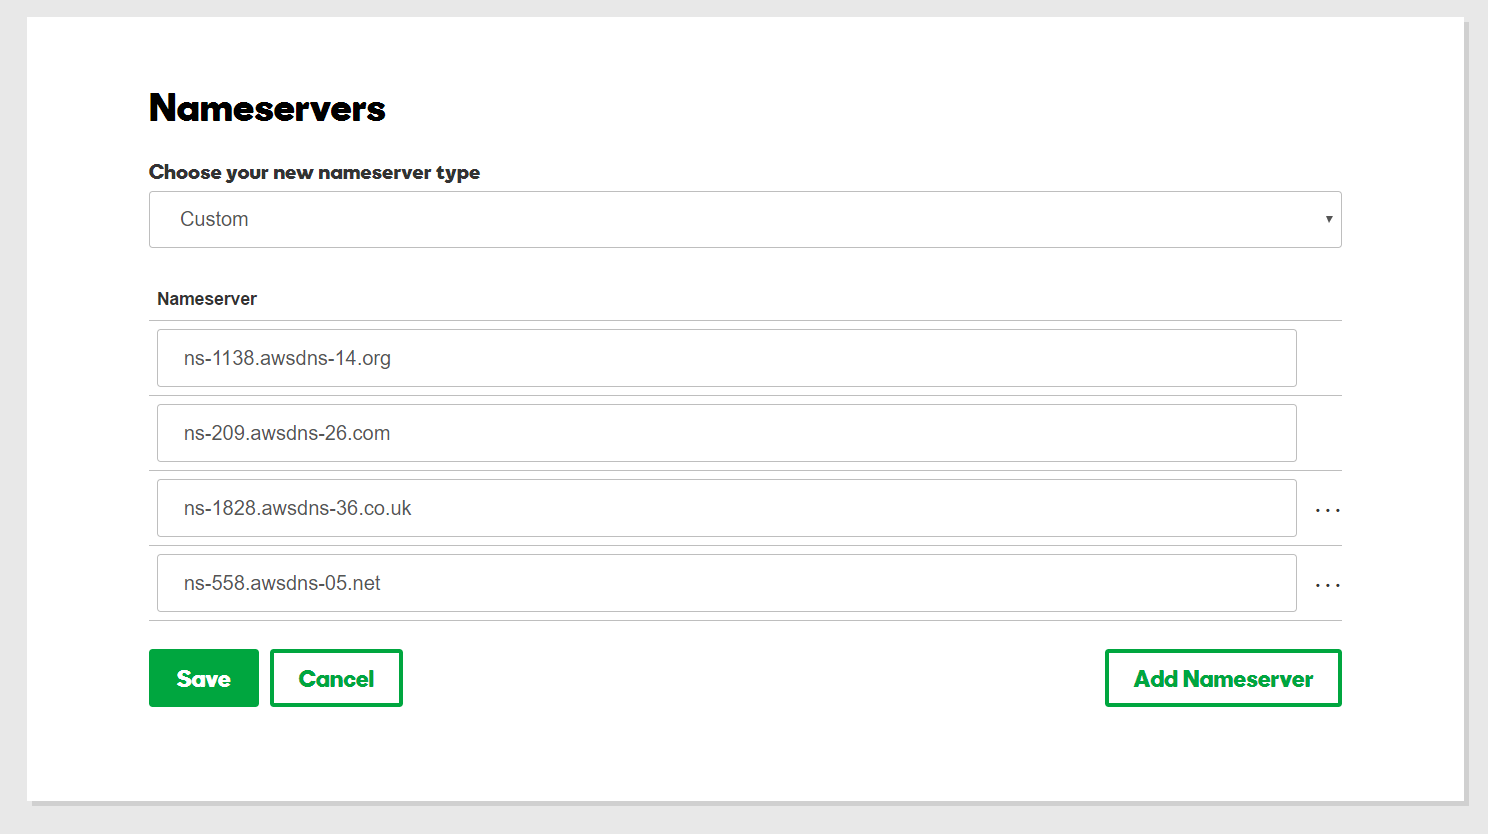 Nameservers
Choose your new nameserver type
Custom
Nameserver
ns-1138.awsdns-14.org
ns-209.awsdns-26.com
ns-1828.awsdns-36.co.uk
ns-558.awsdns-05.net
Save Cancel Add Nameserver